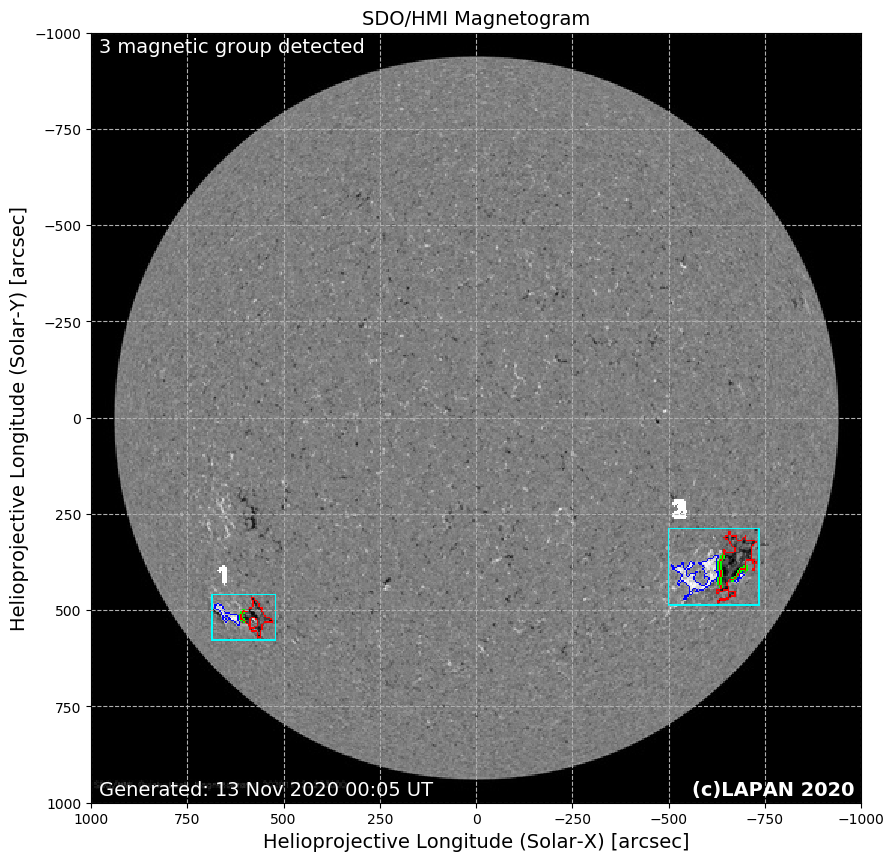 SDO/HMI Magnetogram
3 magnetic group detected
Helioprojective Longitude (Solar-Y) [arcsec]
−1000
−750
−500
−250
0
250
500
750
1000
3
1
Generated: 13 Nov 2020 00:05 UT
(c)LAPAN 2020
1000 750 500 250 0 −250 −500 −750 −1000
Helioprojective Longitude (Solar-X) [arcsec]